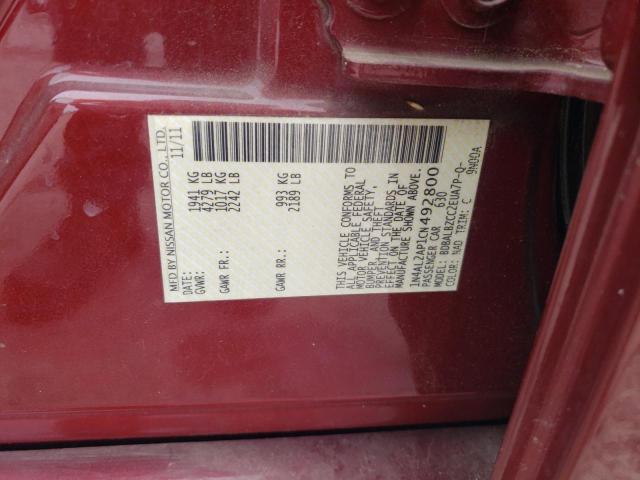 MFD BY NISSAN MOTOR CO., LTD.
DATE: 11/11
GVWR: 1941 KG
4279 LB
GAWR FR: 1017 KG
2242 LB
GAWR RR: 993 KG
2189 LB
THIS VEHICLE CONFORMS TO
ALL APPLICABLE FEDERAL
MOTOR VEHICLE SAFETY,
BUMPER, AND THEFT
PREVENTION STANDARDS IN
EFFECT ON THE DATE OF
MANUFACTURE SHOWN ABOVE.
1N4AL2AP1CN492800
PASSENGER CAR 630
MODEL: BDBALBZCCZEUA7P-Q-
COLOR: NAD TRIM: C 9N00A